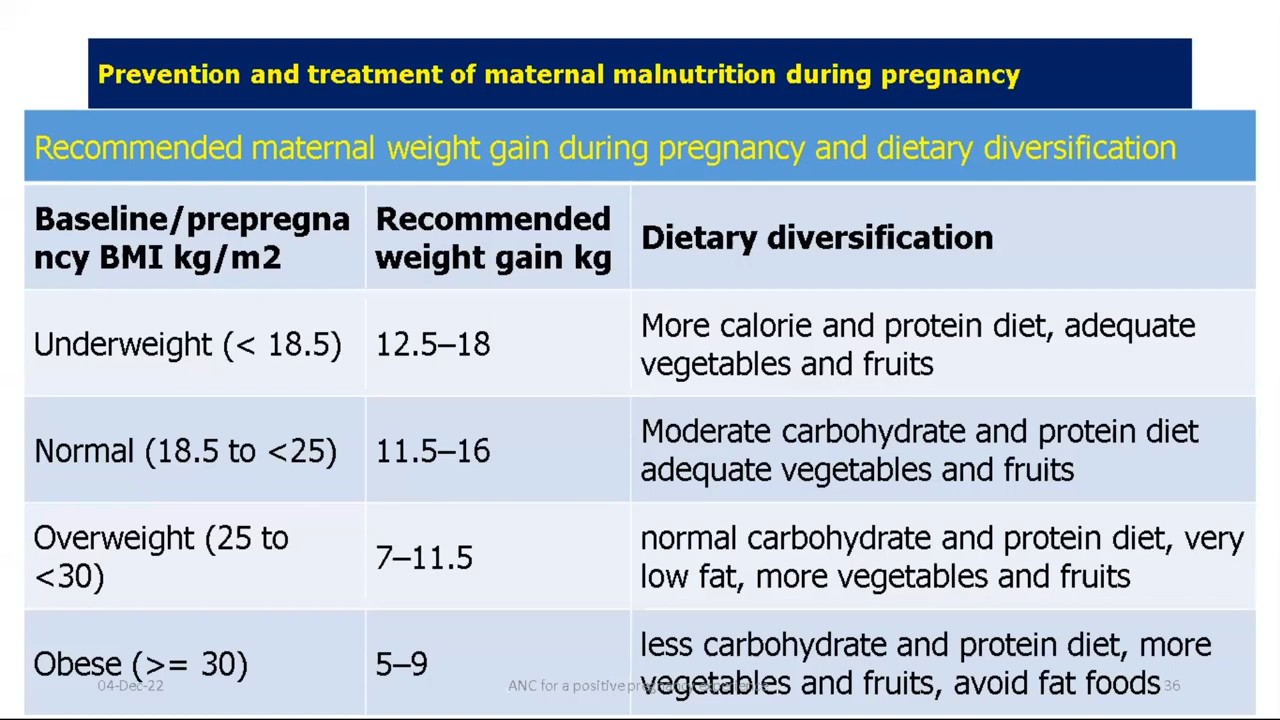 Prevention and treatment of maternal malnutrition during pregnancy
Recommended maternal weight gain during pregnancy and dietary diversification
Baseline/prepregna
ncy BMI kg/m2
Recommended
weight gain kg
Dietary diversification
Underweight (< 18.5)
12.5–18
More calorie and protein diet, adequate
vegetables and fruits
Normal (18.5 to <25)
11.5–16
Moderate carbohydrate and protein diet
adequate vegetables and fruits
Overweight (25 to
<30)
7–11.5
normal carbohydrate and protein diet, very
low fat, more vegetables and fruits
Obese (>= 30)
5–9
less carbohydrate and protein diet, more
vegetables and fruits, avoid fat foods
04-Dec-22
ANC for a positive pregnancy
36